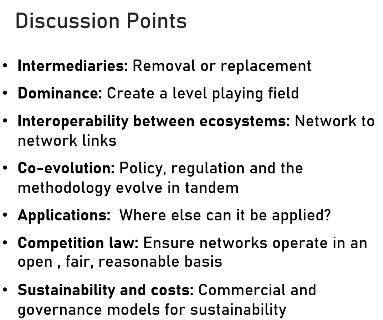 Discussion Points
• Intermediaries: Removal or replacement
• Dominance: Create a level playing field
• Interoperability between ecosystems: Network to
network links
• Co-evolution: Policy, regulation and the
methodology evolve in tandem
• Applications:  Where else can it be applied?
• Competition law: Ensure networks operate in an
open , fair, reasonable basis
• Sustainability and costs: Commercial and
governance models for sustainability